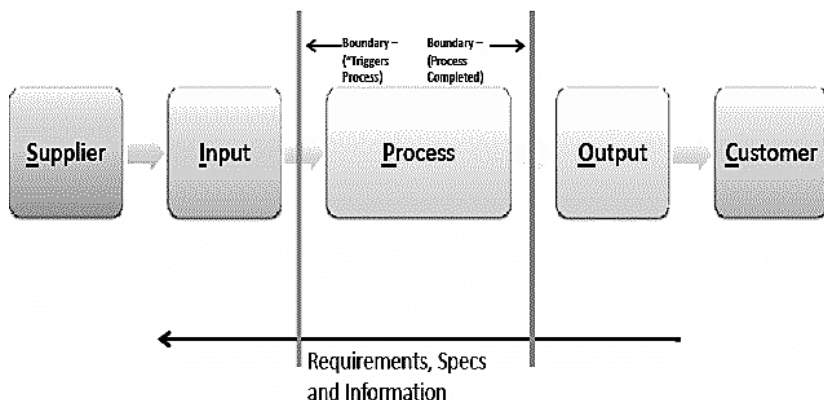 Boundary –
("Triggers
Process)
Boundary –
(Process
Completed)
Supplier
Input
Process
Output
Customer
Requirements, Specs
and Information